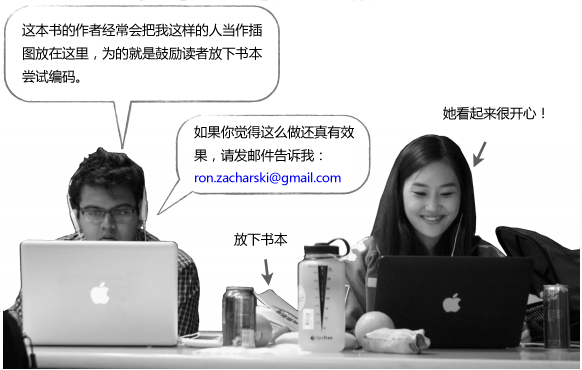 这本书的作者经常会把我这样的人当作插
图放在这里，为的就是鼓励读者放下书本
尝试编码。
如果你觉得这么做还真有效
果，请发邮件告诉我：
ron.zacharski@gmail.com
她看起来很开心！
放下书本